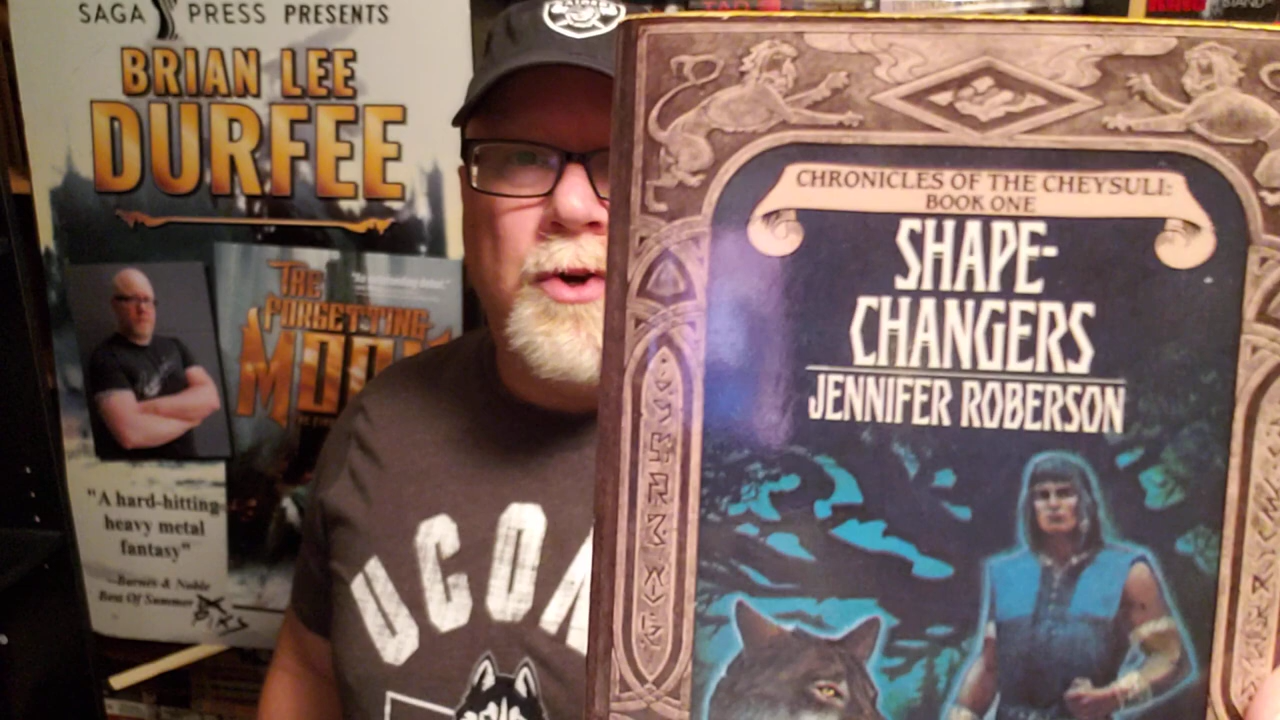 SAGA PRESS PRESENTS
BRIAN LEE
DURFEE
THE
FORGETTING
MOON
"A hard-hitting-
heavy metal
fantasy"
—Barnes & Noble
Best Of Summer
UCON
CHRONICLES OF THE CHEYSULI:
BOOK ONE
SHAPE-
CHANGERS
JENNIFER ROBERSON